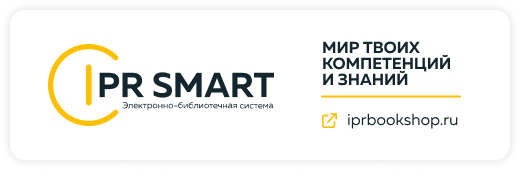 IPR SMART
Электронно-библиотечная система
МИР ТВОИХ
КОМПЕТЕНЦИЙ
И ЗНАНИЙ
iprbookshop.ru